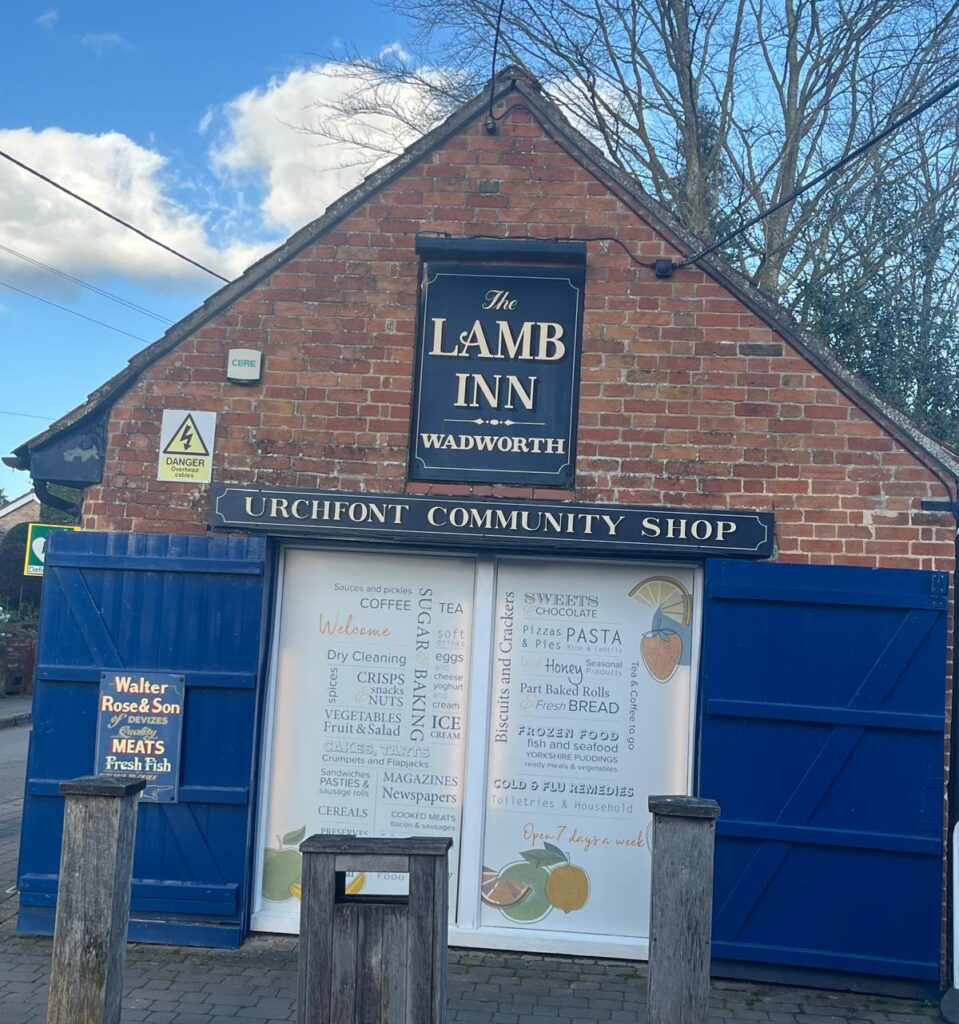 The
LAMB
INN
WADWORTH
CBRE
DANGER
Overhead
cables
URCHFONT COMMUNITY SHOP
Walter
Rose & Son
of DEVIZES
Quality
MEATS
Fresh Fish
Sauces and pickles
COFFEE
TEA
Welcome
SUGAR & BAKING
soft
drinks
Dry Cleaning
eggs
and
cheese
yoghurt
and
cream
spices
CRISPS
& snacks
NUTS
VEGETABLES
Fruit & Salad
ICE
CREAM
CAKES, TARTS
Crumpets and Flapjacks
Sandwiches
PASTIES &
sausage rolls
MAGAZINES
Newspapers
CEREALS
COOKED MEATS
bacon & sausages
PRESERVES
FOOD
Biscuits and Crackers
SWEETS
& CHOCOLATE
Pizzas
& Pies
PASTA
Rice & Lentils
Local Honey
Seasonal
Products
Tea & Coffee to go
Part Baked Rolls
& Fresh BREAD
FROZEN FOOD
fish and seafood
YORKSHIRE PUDDINGS
ready meals & vegetables
COLD & FLU REMEDIES
Toiletries & Household
Open 7 days a week